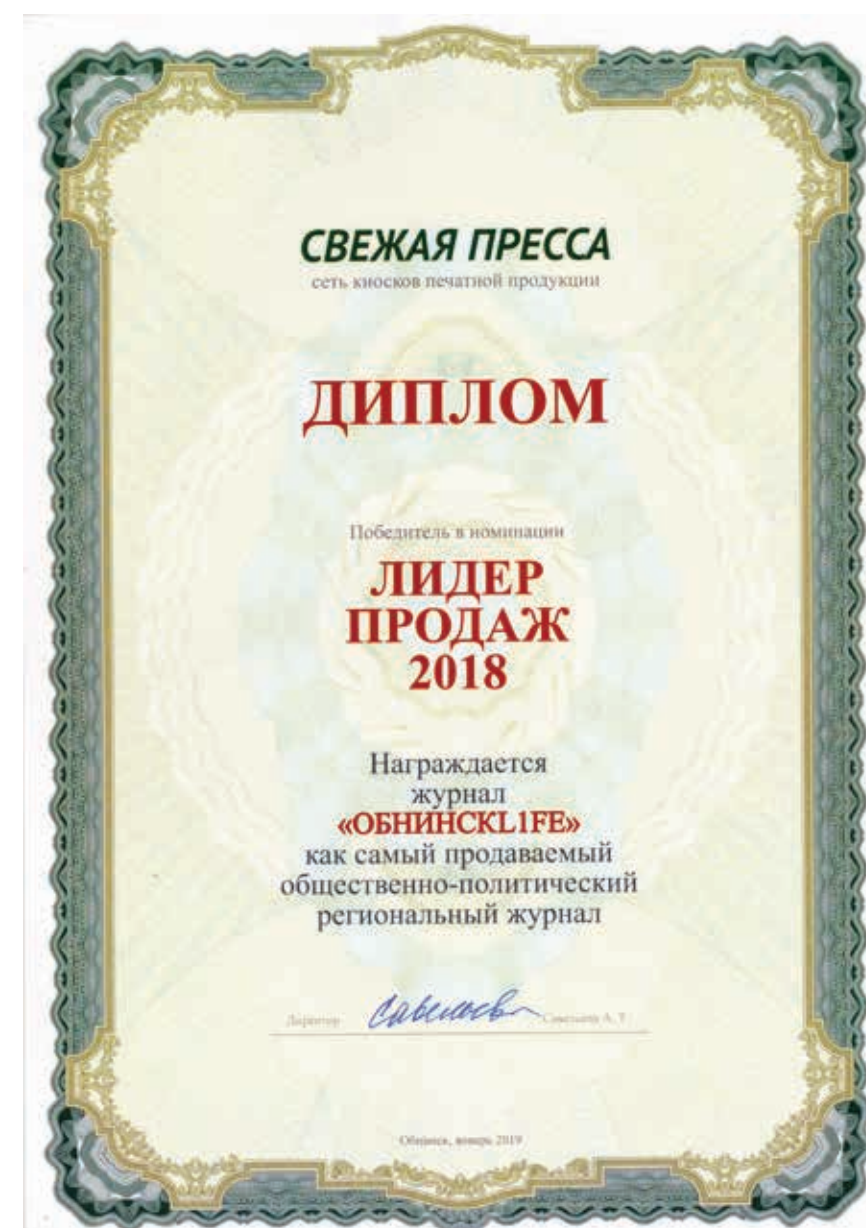 СВЕЖАЯ ПРЕССА
сеть киосков печатной продукции
ДИПЛОМ
Победитель в номинации
ЛИДЕР
ПРОДАЖ
2018
Награждается
журнал
«ОБНИНСКL1FE»
как самый продаваемый
общественно-политический
региональный журнал
Директор Савельева
Обнинск, январь 2019